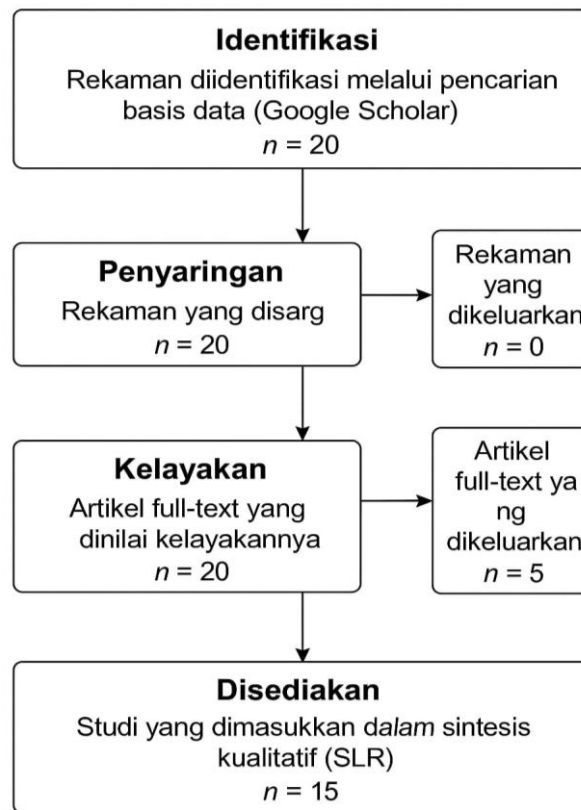 Identifikasi
Rekaman diidentifikasi melalui pencarian
basis data (Google Scholar)
n = 20
Penyaringan
Rekaman yang disarg
n = 20
Rekaman
yang
dikeluarkan
n = 0
Kelayakan
Artikel full-text yang
dinilai kelayakannya
n = 20
Artikel
full-text ya
ng
dikeluarkan
n = 5
Disediakan
Studi yang dimasukkan dalam sintesis
kualitatif (SLR)
n = 15